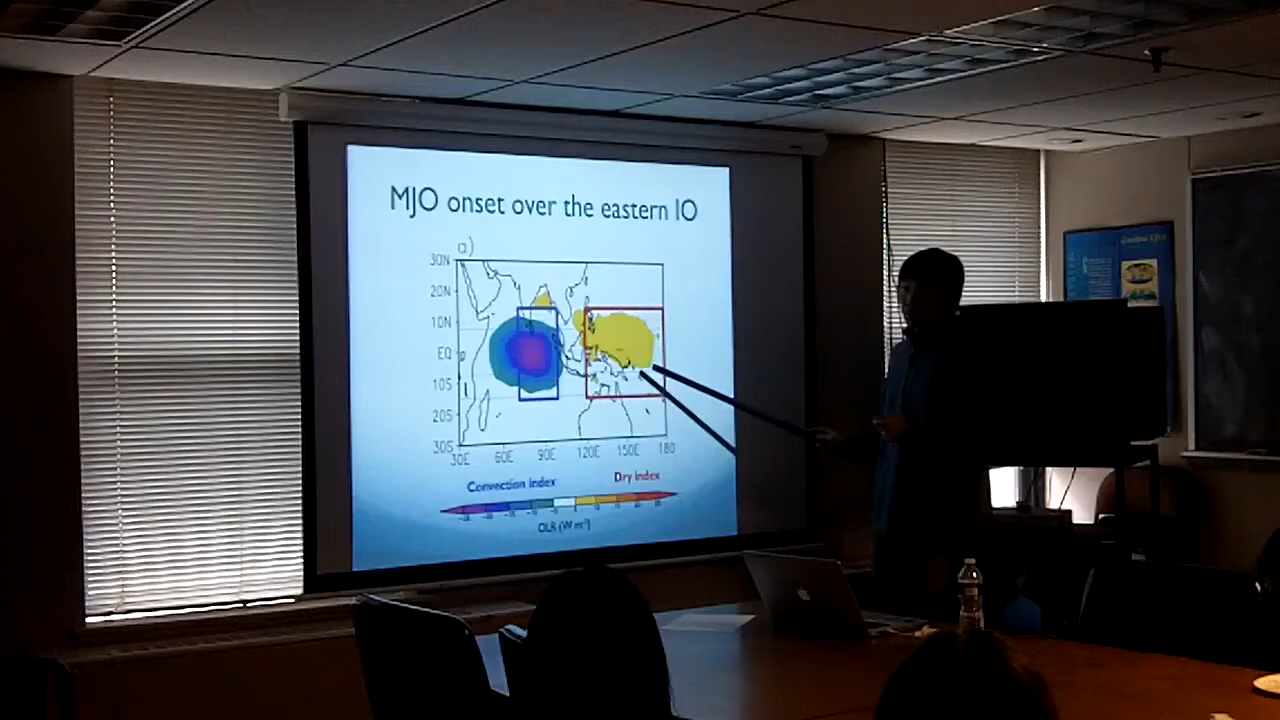 MJO onset over the eastern IO
a)
30N
20N
10N
EQ
10S
20S
30S
30E 60E 90E 120E 150E 180
Convection index Dry index
OLR (W m⁻²)